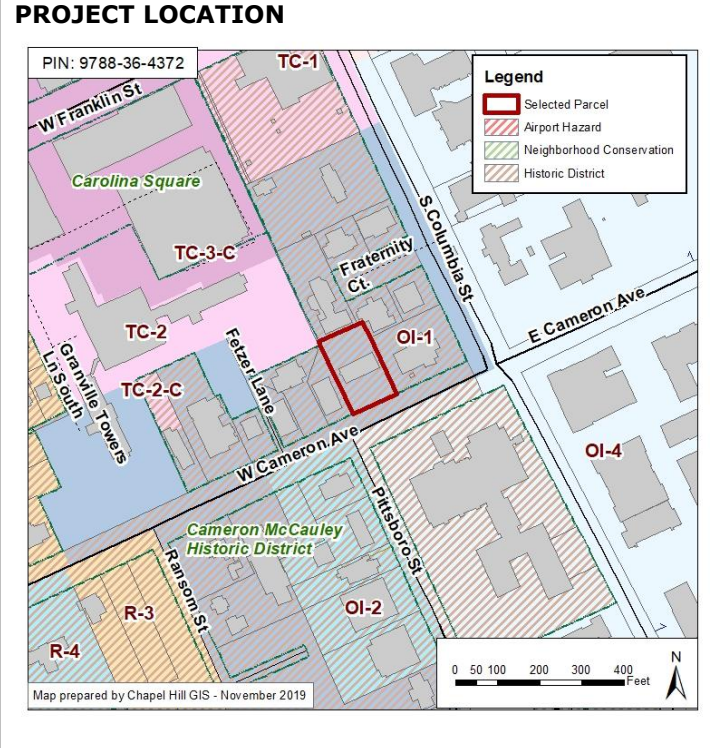 PROJECT LOCATION
PIN: 9788-36-4372
TC-1
Legend
Selected Parcel
Airport Hazard
Neighborhood Conservation
Historic District
W Franklin St
Carolina Square
S Columbia St
TC-3-C
Fraternity
Ct.
E Cameron Ave
TC-2
OI-1
Fetzer Lane
Granville Towers
Ln South
TC-2-C
W Cameron Ave
OI-4
Pittsboro St
Cameron McCauley
Historic District
Ransom St
R-3
OI-2
R-4
N
0 50 100 200 300 400
Feet
Map prepared by Chapel Hill GIS - November 2019